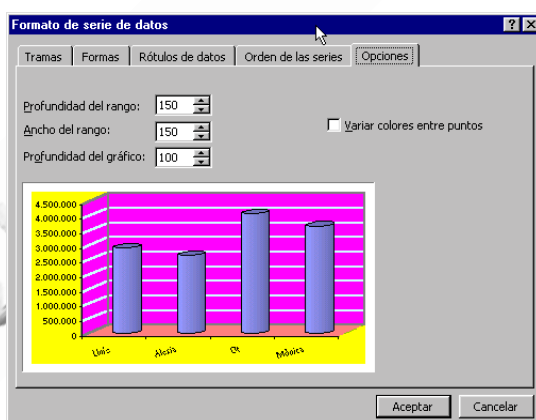 Formato de serie de datos
Tramas Formas Rótulos de datos Orden de las series Opciones
Profundidad del rango: 150
Ancho del rango: 150
Variar colores entre puntos
Profundidad del gráfico: 100
4.500.000
4.000.000
3.500.000
3.000.000
2.500.000
2.000.000
1.500.000
1.000.000
500.000
0
Alexis Mónica
Aceptar Cancelar